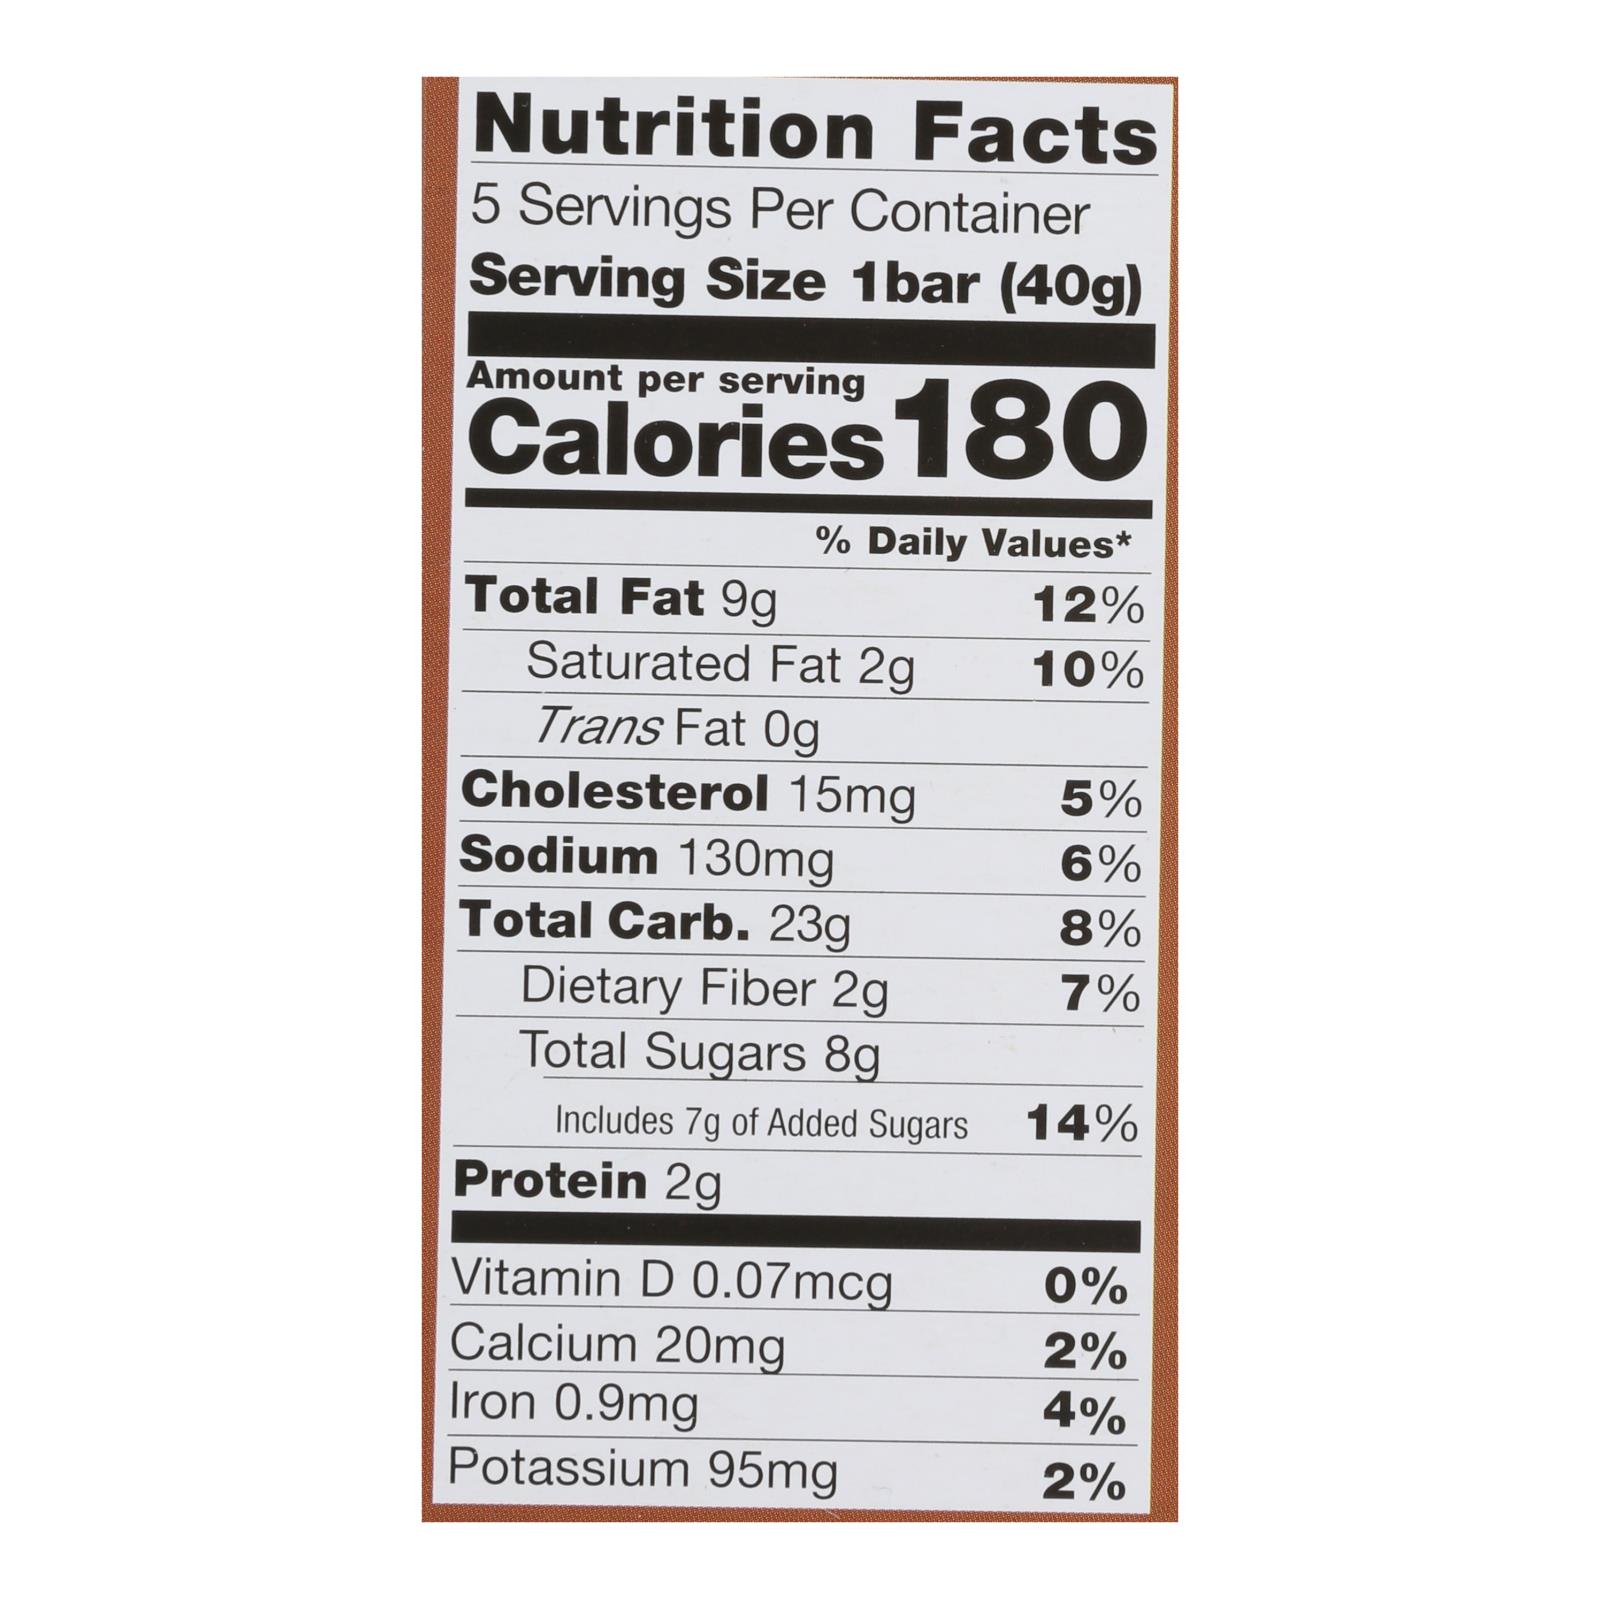 Nutrition Facts
5 Servings Per Container
Serving Size 1bar (40g)
Amount per serving
Calories 180
% Daily Values*
Total Fat 9g 12%
Saturated Fat 2g 10%
Trans Fat 0g
Cholesterol 15mg 5%
Sodium 130mg 6%
Total Carb. 23g 8%
Dietary Fiber 2g 7%
Total Sugars 8g
Includes 7g of Added Sugars 14%
Protein 2g
Vitamin D 0.07mcg 0%
Calcium 20mg 2%
Iron 0.9mg 4%
Potassium 95mg 2%